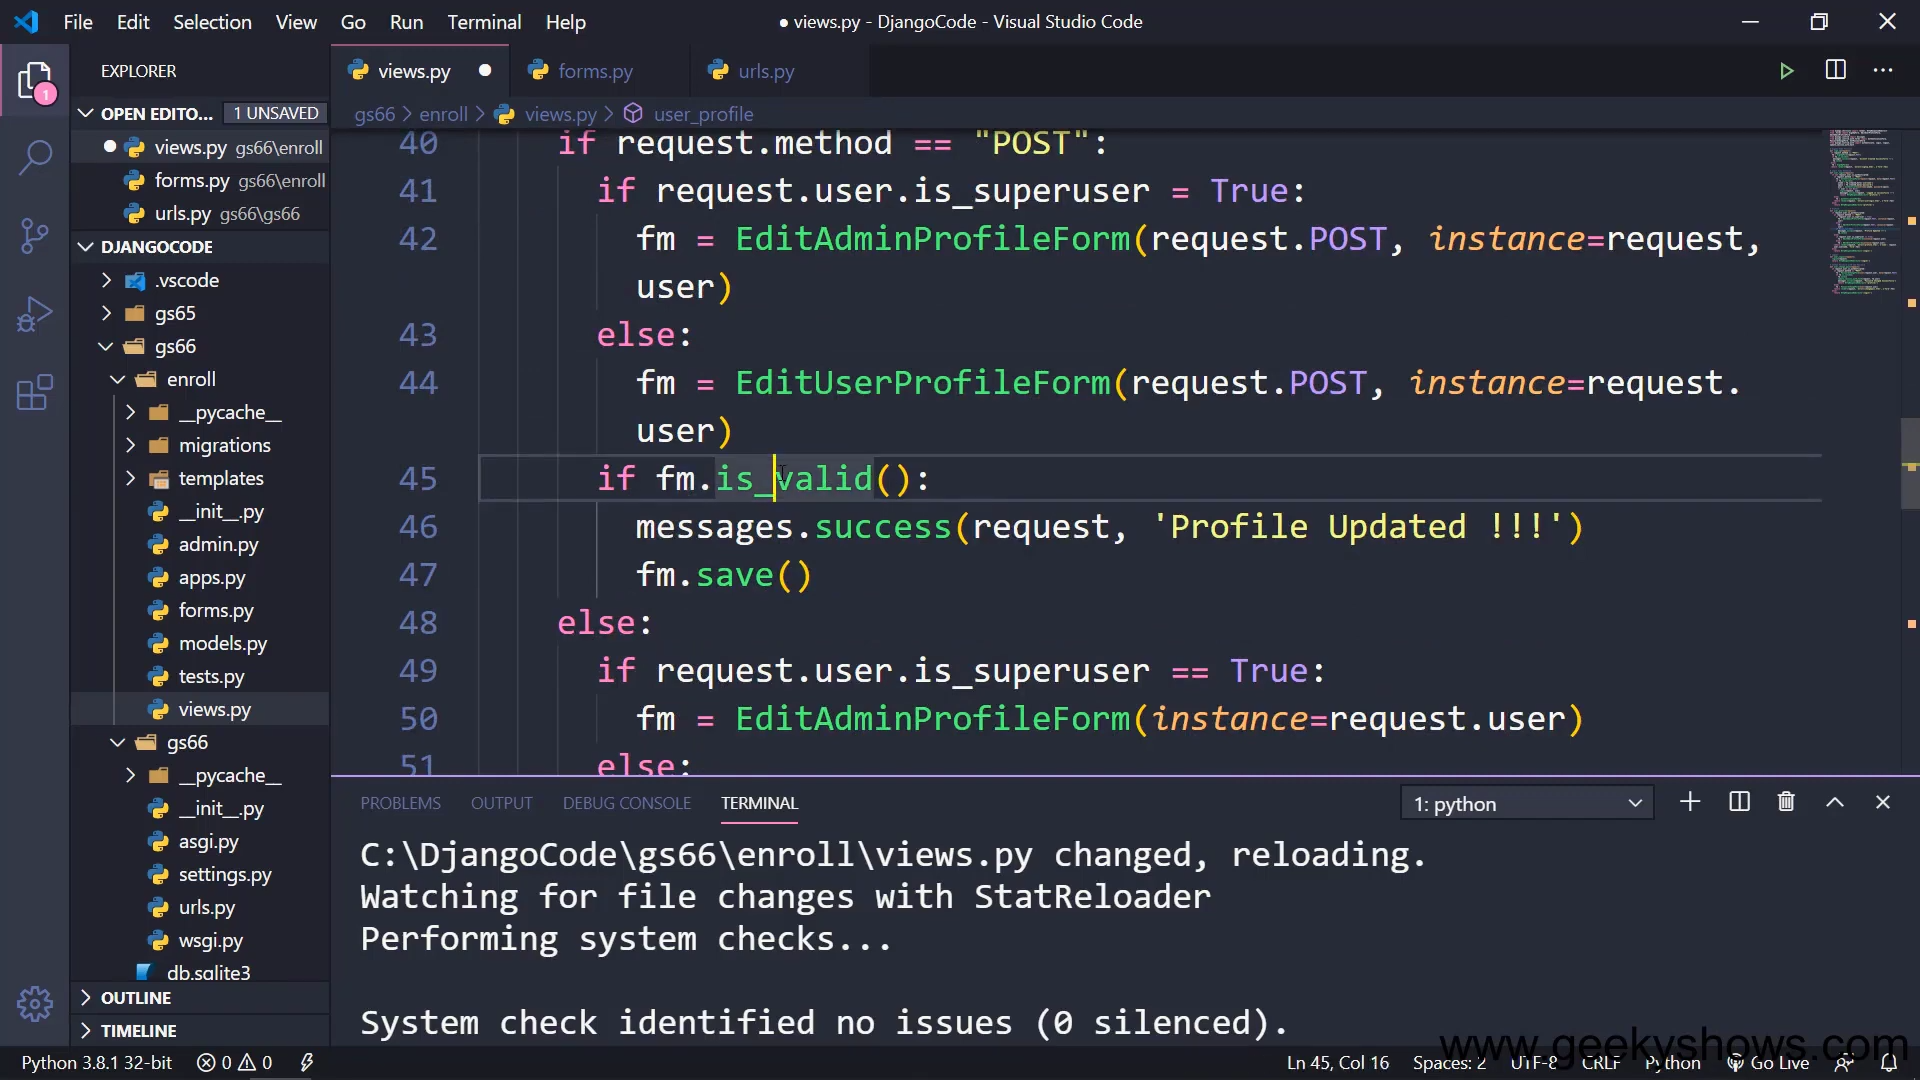 File Edit Selection View Go Run Terminal Help
● views.py - DjangoCode - Visual Studio Code
EXPLORER
OPEN EDITO... 1 UNSAVED
views.py gs66\enroll
forms.py gs66\enroll
urls.py gs66\gs66
DJANGOCODE
.vscode
gs65
gs66
enroll
__pycache__
migrations
templates
__init__.py
admin.py
apps.py
forms.py
models.py
tests.py
views.py
gs66
__pycache__
__init__.py
asgi.py
settings.py
urls.py
wsgi.py
db.sqlite3
OUTLINE
TIMELINE
1
views.py forms.py urls.py
gs66 > enroll > views.py > user_profile
40 if request.method == "POST":
41 if request.user.is_superuser = True:
42 fm = EditAdminProfileForm(request.POST, instance=request,
user)
43 else:
44 fm = EditUserProfileForm(request.POST, instance=request.
user)
45 if fm.is_valid():
46 messages.success(request, 'Profile Updated !!!')
47 fm.save()
48 else:
49 if request.user.is_superuser == True:
50 fm = EditAdminProfileForm(instance=request.user)
51 else:
PROBLEMS OUTPUT DEBUG CONSOLE TERMINAL
1: python
C:\DjangoCode\gs66\enroll\views.py changed, reloading.
Watching for file changes with StatReloader
Performing system checks...
System check identified no issues (0 silenced).
www.geekyshows.com
Python 3.8.1 32-bit 0 0
Ln 45, Col 16 Spaces: 2 UTF-8 CRLF Python Go Live